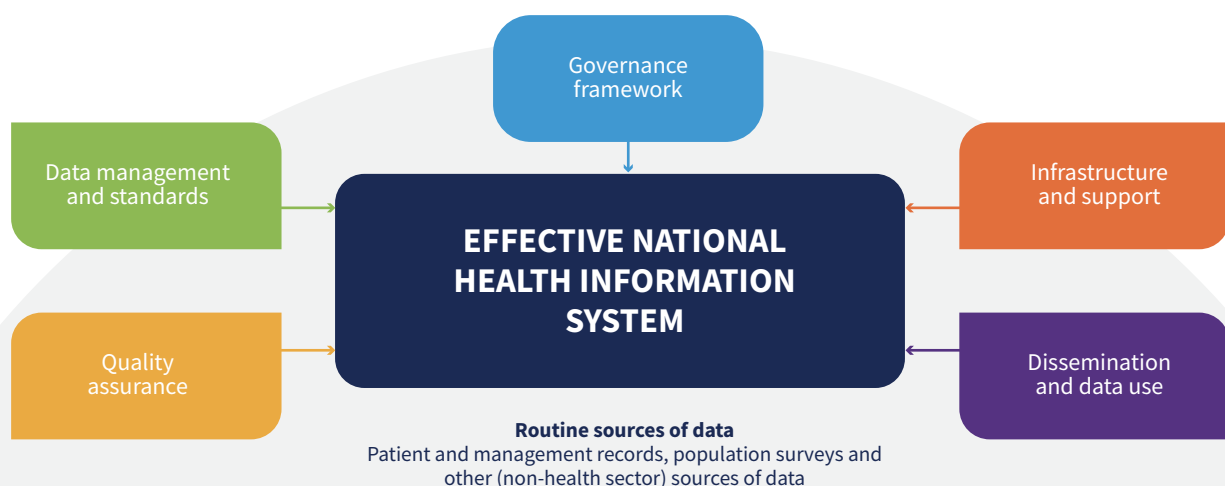 Governance
framework
Data management
and standards
Infrastructure
and support
EFFECTIVE NATIONAL
HEALTH INFORMATION
SYSTEM
Quality
assurance
Dissemination
and data use
Routine sources of data
Patient and management records, population surveys and
other (non-health sector) sources of data